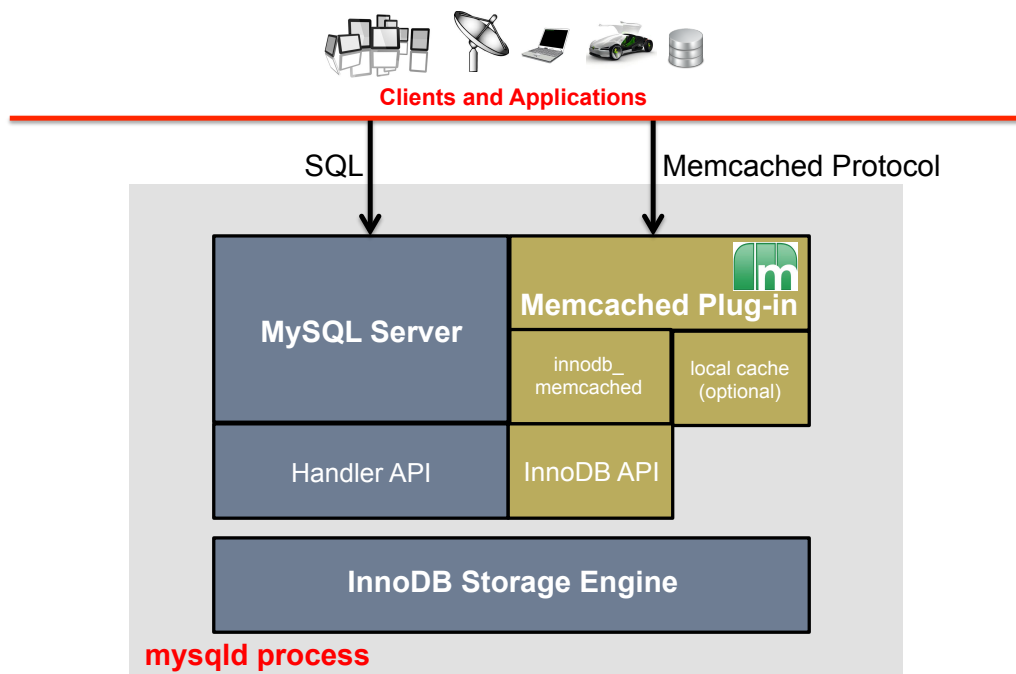 Clients and Applications
SQL
Memcached Protocol
m
Memcached Plug-in
MySQL Server
innodb_
memcached
local cache
(optional)
Handler API
InnoDB API
InnoDB Storage Engine
mysqld process